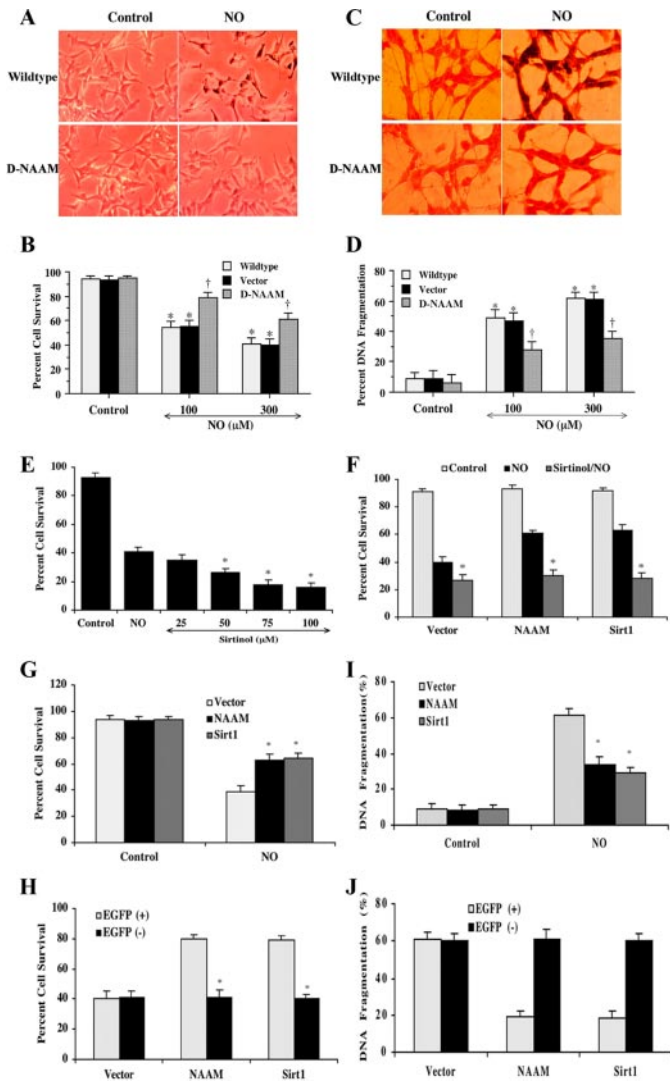 A
Control
NO
Wildtype
D-NAAM
C
Control
NO
Wildtype
D-NAAM
B
Percent Cell Survival
100
80
60
40
20
0
Wildtype
Vector
D-NAAM
* * † * * †
Control
100
300
NO (μM)
D
Percent DNA Fragmentation
80
60
40
20
0
Wildtype
Vector
D-NAAM
* * † * * †
Control
100
300
NO (μM)
E
Percent Cell Survival
100
80
60
40
20
0
* * *
Control NO 25 50 75 100
Sirtinol (μM)
F
Control NO Sirtinol/NO
Percent Cell Survival
100
80
60
40
20
0
* * *
Vector NAAM Sirt1
G
Percent Cell Survival
120
100
80
60
40
20
0
Vector
NAAM
Sirt1
* *
Control NO
I
DNA Fragmentation(%)
80
60
40
20
0
Vector
NAAM
Sirt1
* *
Control NO
H
Percent Cell Survival
100
80
60
40
20
0
EGFP (+)
EGFP (-)
* *
Vector NAAM Sirt1
J
DNA Fragmentation (%)
80
60
40
20
0
EGFP (+)
EGFP (-)
Vector NAAM Sirt1